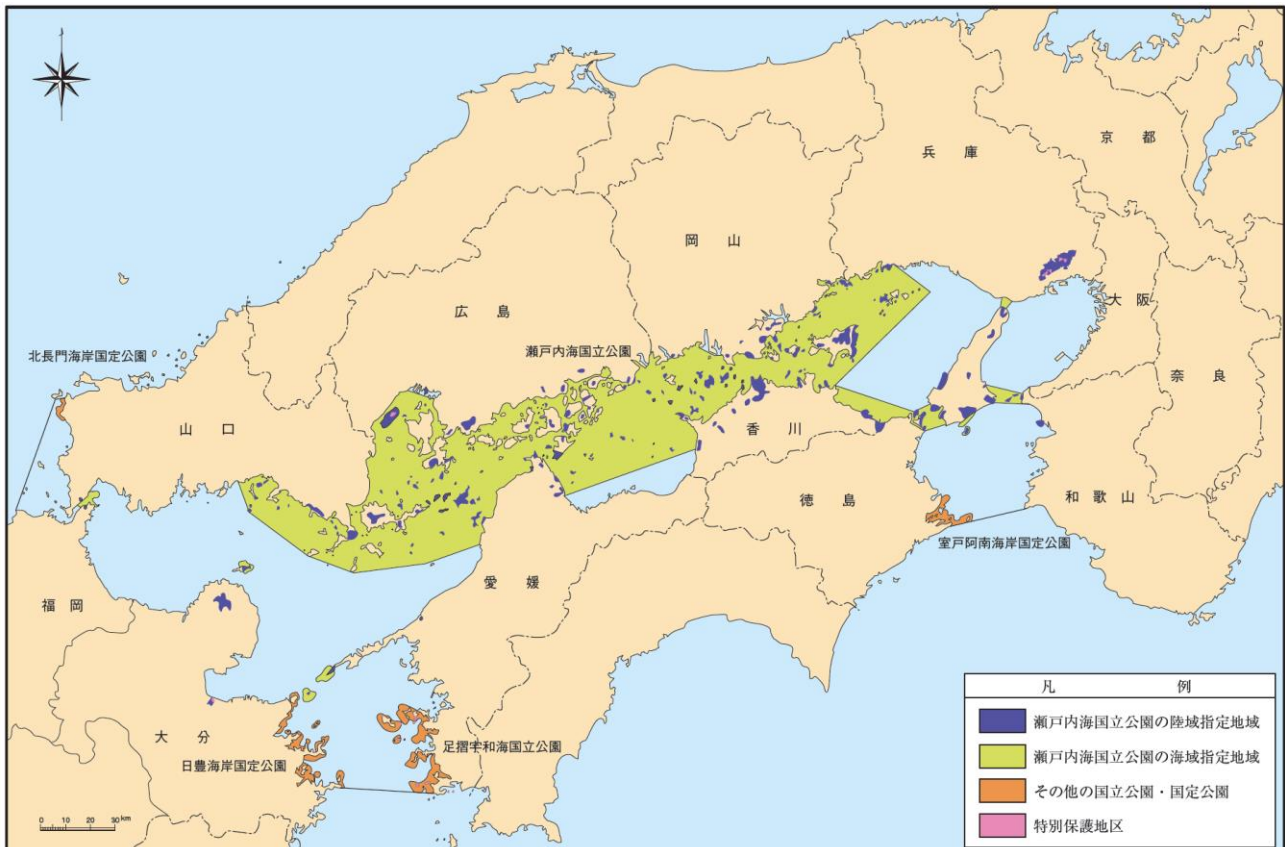 兵庫
京都
岡山
大阪
広島
北長門海岸国定公園
瀬戸内海国立公園
奈良
山口
香川
和歌山
徳島
室戸阿南海岸国定公園
愛媛
福岡
大分
足摺宇和海国立公園
日豊海岸国定公園
0 10 20 30km
凡例
瀬戸内海国立公園の陸域指定地域
瀬戸内海国立公園の海域指定地域
その他の国立公園・国定公園
特別保護地区